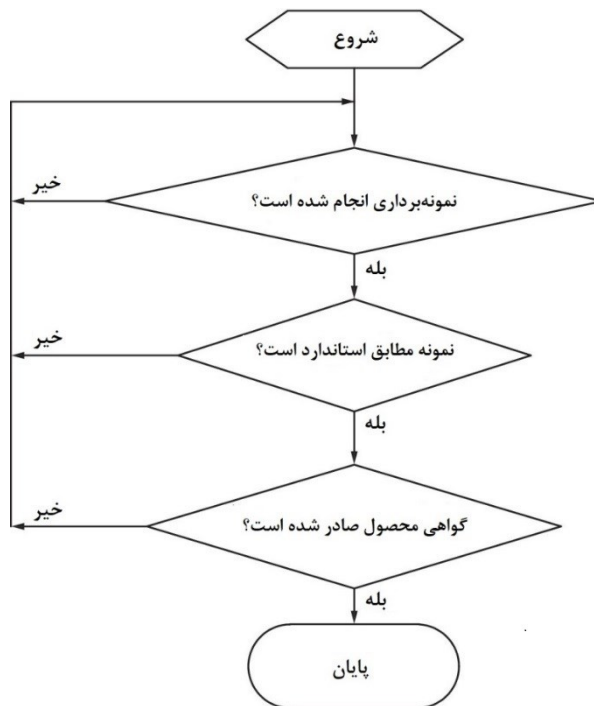 شروع
نمونه‌برداری انجام شده است؟
خیر
بله
نمونه مطابق استاندارد است؟
خیر
بله
گواهی محصول صادر شده است؟
خیر
بله
پایان